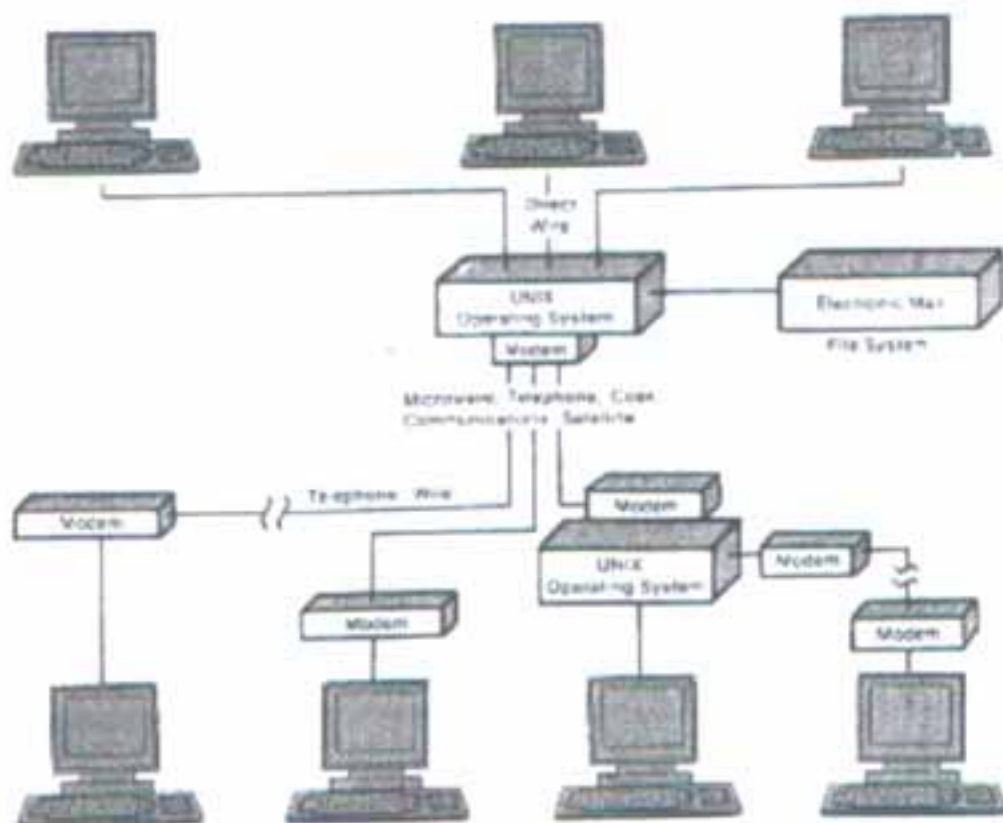 Direct
Wire
UNIX
Operating System
Modem
Electronic Mail
File System
Microwave, Telephone, Coax
Communications Satellite
Telephone Wire
Modem
Modem
UNIX
Operating System
Modem
Modem
Modem